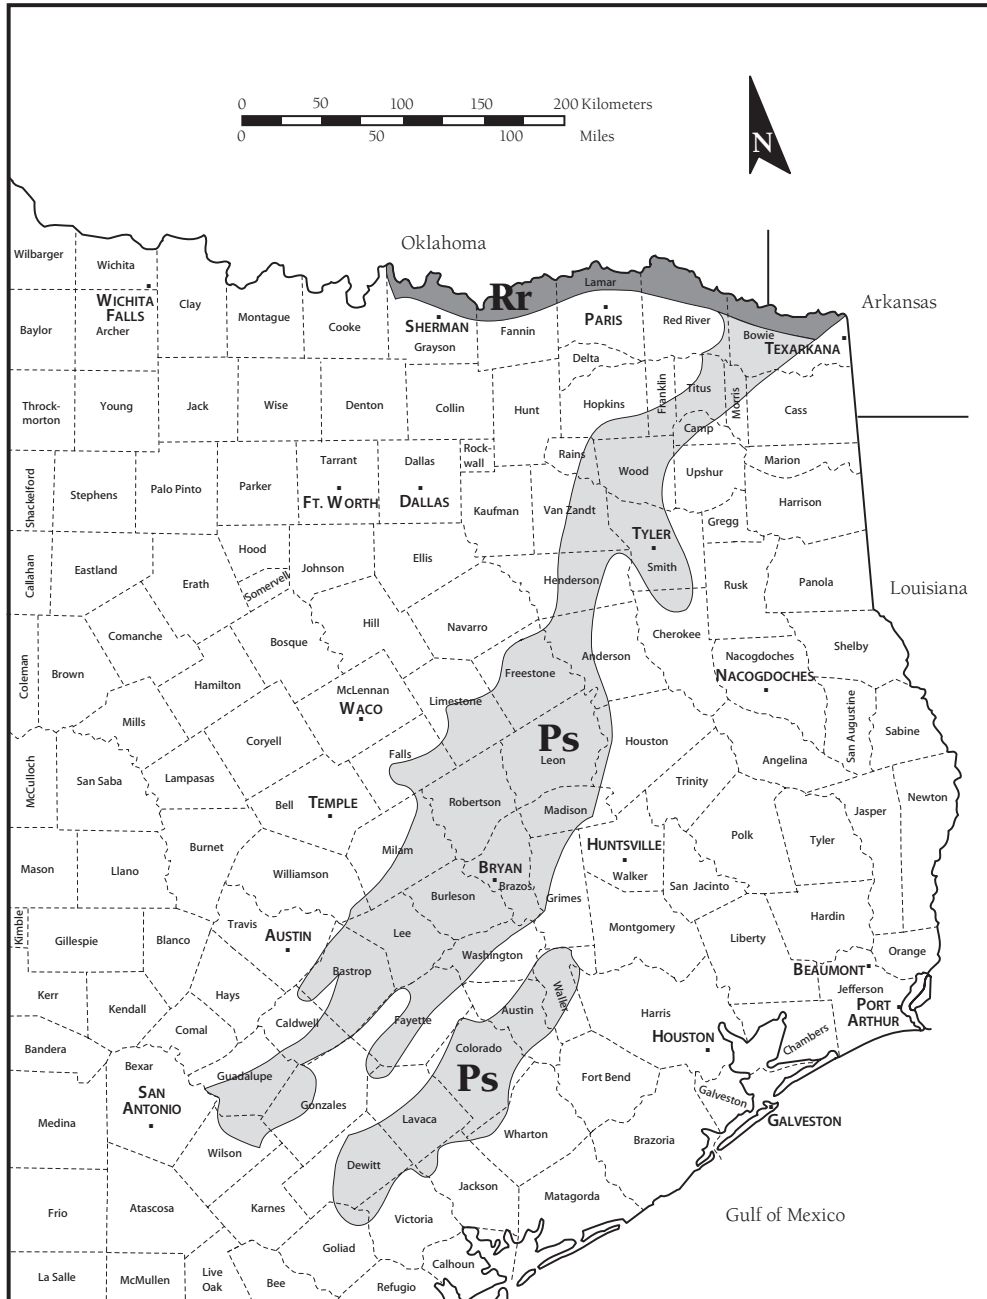 0 50 100 150 200 Kilometers
0 50 100 Miles
N
Oklahoma
Arkansas
Louisiana
Gulf of Mexico
Wilbarger
Wichita
WICHITA
FALLS
Archer
Clay
Montague
Cooke
SHERMAN
Grayson
Rr
Fannin
Lamar
PARIS
Red River
Bowie
TEXARKANA
Baylor
Delta
Throck-
morton
Young
Jack
Wise
Denton
Collin
Hunt
Hopkins
Franklin
Titus
Morris
Camp
Cass
Shackelford
Stephens
Palo Pinto
Parker
Tarrant
FT. WORTH
Dallas
DALLAS
Rock-
wall
Kaufman
Rains
Van Zandt
Wood
Upshur
Marion
Harrison
Gregg
TYLER
Smith
Callahan
Eastland
Erath
Hood
Somervell
Johnson
Ellis
Henderson
Rusk
Panola
Coleman
Brown
Comanche
Hamilton
Bosque
Hill
Navarro
Freestone
Anderson
Cherokee
Nacogdoches
NACOGDOCHES
Shelby
San Augustine
Sabine
McCulloch
Mills
San Saba
Lampasas
Coryell
McLennan
WACO
Limestone
Falls
Ps
Leon
Houston
Trinity
Angelina
Jasper
Newton
Bell
TEMPLE
Robertson
Madison
HUNTSVILLE
Walker
Polk
Tyler
Mason
Llano
Burnet
Williamson
Milam
BRYAN
Brazos
Burleson
Grimes
San Jacinto
Montgomery
Liberty
Hardin
Orange
Kimble
Gillespie
Blanco
Travis
AUSTIN
Lee
Washington
BEAUMONT
Jefferson
PORT
ARTHUR
Kerr
Kendall
Hays
Bastrop
Comal
Caldwell
Fayette
Austin
Waller
Harris
HOUSTON
Chambers
Bandera
Bexar
SAN
ANTONIO
Guadalupe
Gonzales
Colorado
Ps
Fort Bend
Galveston
GALVESTON
Medina
Wilson
Lavaca
Wharton
Brazoria
Dewitt
Frio
Atascosa
Karnes
Victoria
Jackson
Matagorda
Goliad
Calhoun
La Salle
McMullen
Live
Oak
Bee
Refugio